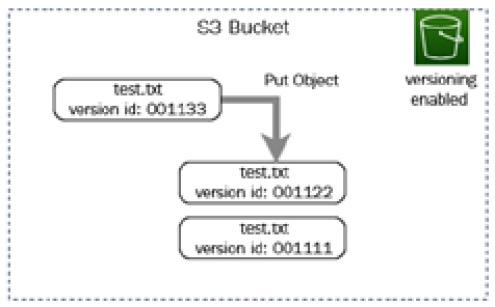 S3 Bucket
versioning
enabled
Put Object
test.txt
version id: 001133
test.txt
version id: 001122
test.txt
version id: 001111